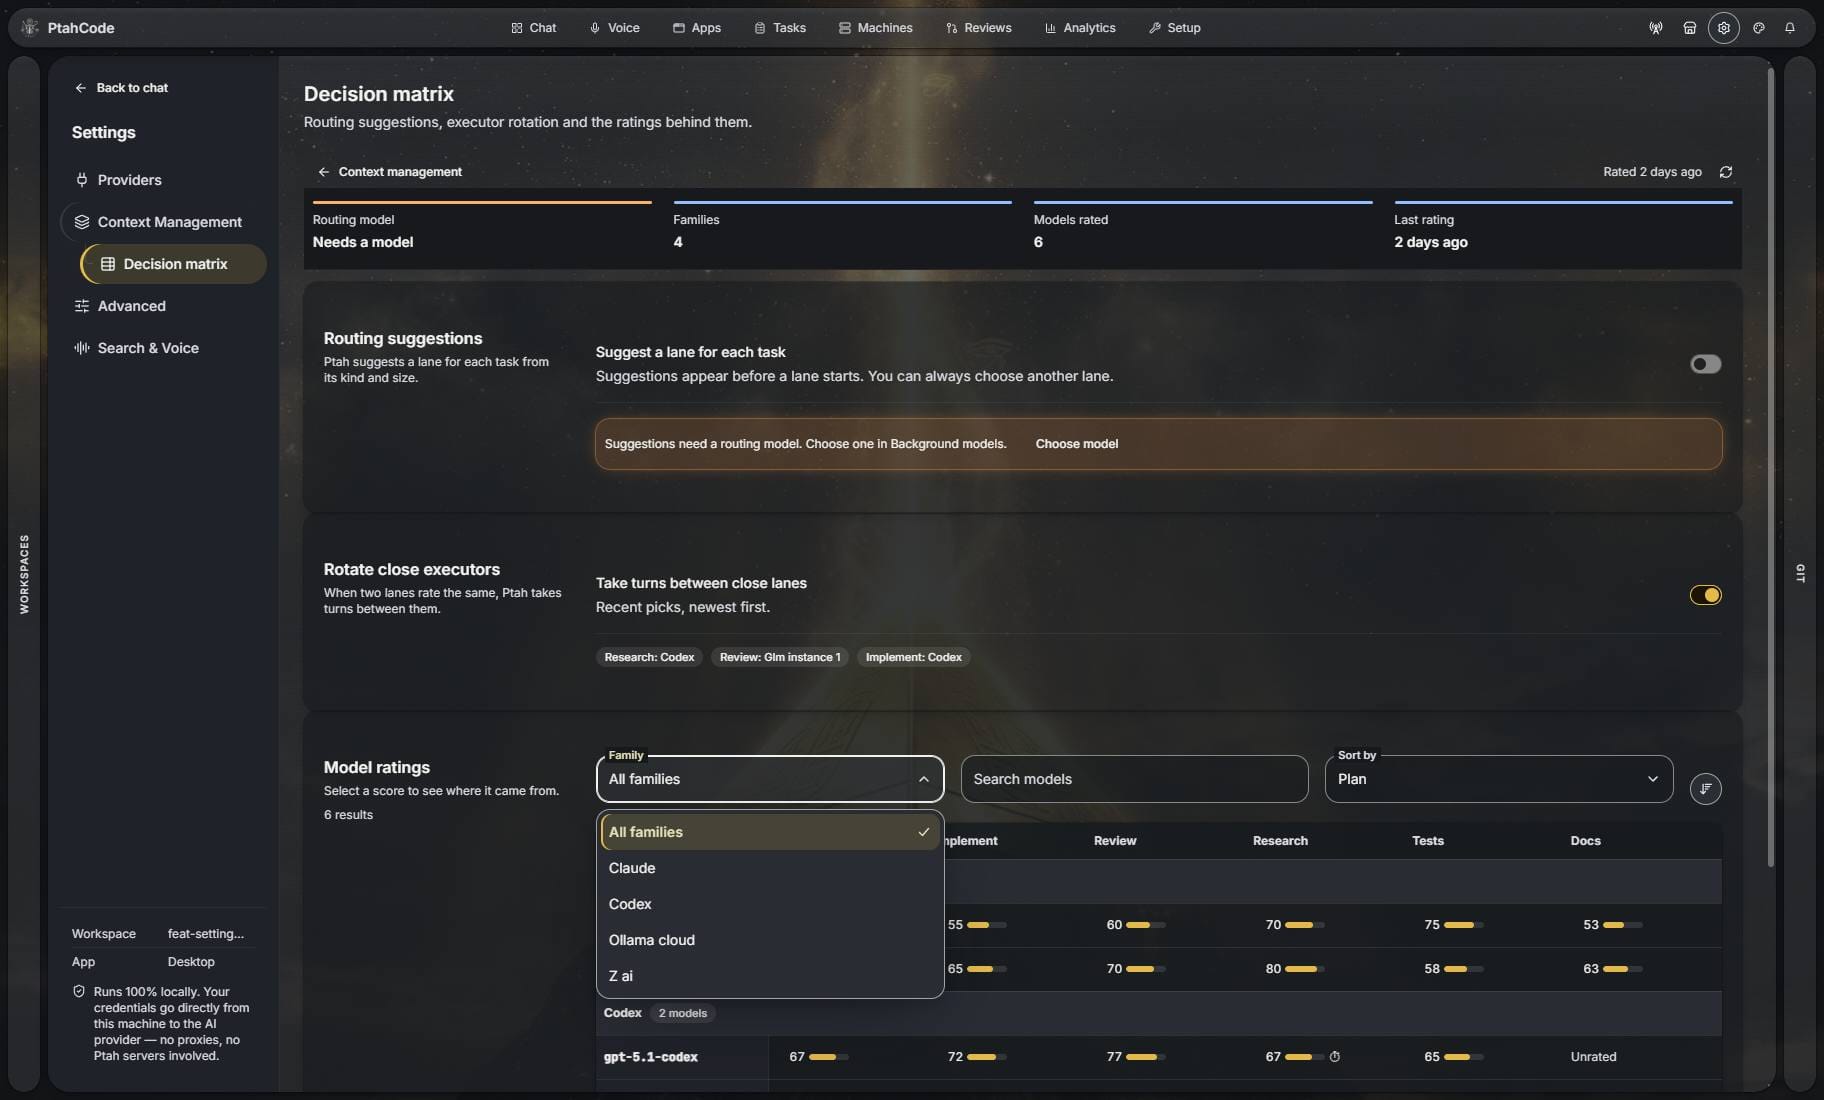 PtahCode
Chat
Voice
Apps
Tasks
Machines
Reviews
Analytics
Setup
WORKSPACES
Back to chat
Settings
Providers
Context Management
Decision matrix
Advanced
Search & Voice
Workspace feat-setting...
App Desktop
Runs 100% locally. Your
credentials go directly from
this machine to the AI
provider — no proxies, no
Ptah servers involved.
Decision matrix
Routing suggestions, executor rotation and the ratings behind them.
Context management
Rated 2 days ago
Routing model
Needs a model
Families
4
Models rated
6
Last rating
2 days ago
Routing suggestions
Ptah suggests a lane for each task from
its kind and size.
Suggest a lane for each task
Suggestions appear before a lane starts. You can always choose another lane.
Suggestions need a routing model. Choose one in Background models. Choose model
Rotate close executors
When two lanes rate the same, Ptah takes
turns between them.
Take turns between close lanes
Recent picks, newest first.
Research: Codex
Review: Glm instance 1
Implement: Codex
Model ratings
Select a score to see where it came from.
6 results
Family
All families
Search models
Sort by
Plan
All families
Claude
Codex
Ollama cloud
Z ai
mplement Review Research Tests Docs
55 60 70 75 53
65 70 80 58 63
Codex 2 models
gpt-5.1-codex 67 72 77 67 65 Unrated
GIT